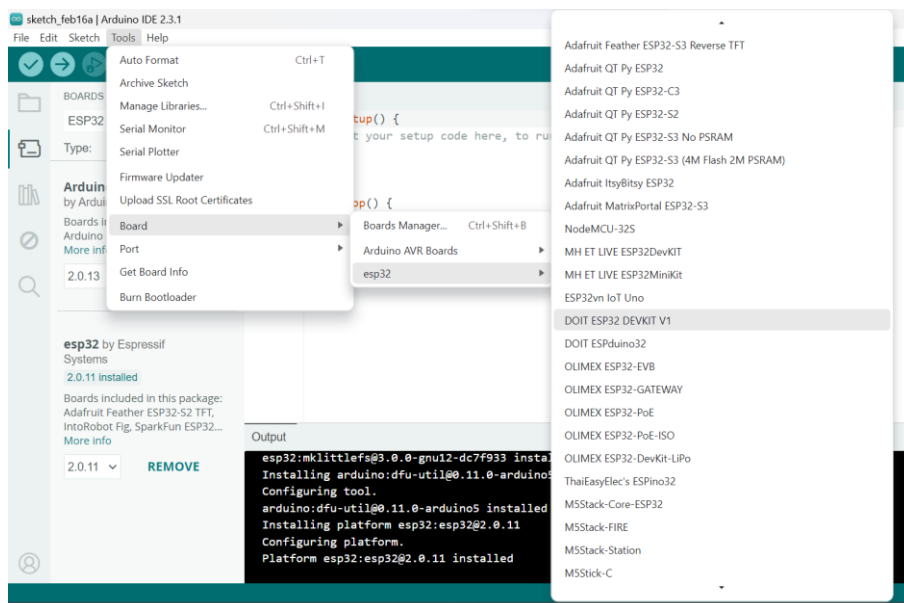 sketch_feb16a | Arduino IDE 2.3.1
File Edit Sketch Tools Help
Auto Format Ctrl+T
Archive Sketch
Manage Libraries... Ctrl+Shift+I
Serial Monitor Ctrl+Shift+M
Serial Plotter
Firmware Updater
Upload SSL Root Certificates
Board
Port
Get Board Info
Burn Bootloader
Boards Manager... Ctrl+Shift+B
Arduino AVR Boards
esp32
Adafruit Feather ESP32-S3 Reverse TFT
Adafruit QT Py ESP32
Adafruit QT Py ESP32-C3
Adafruit QT Py ESP32-S2
Adafruit QT Py ESP32-S3 No PSRAM
Adafruit QT Py ESP32-S3 (4M Flash 2M PSRAM)
Adafruit ItsyBitsy ESP32
Adafruit MatrixPortal ESP32-S3
NodeMCU-32S
MH ET LIVE ESP32DevKIT
MH ET LIVE ESP32MiniKit
ESP32vn IoT Uno
DOIT ESP32 DEVKIT V1
DOIT ESPduino32
OLIMEX ESP32-EVB
OLIMEX ESP32-GATEWAY
OLIMEX ESP32-PoE
OLIMEX ESP32-PoE-ISO
OLIMEX ESP32-DevKit-LiPo
ThaiEasyElec's ESPino32
M5Stack-Core-ESP32
M5Stack-FIRE
M5Stack-Station
M5Stick-C
BOARDS
ESP32
Type:
Arduin
by Ardui
Boards i
Arduino
More inf
2.0.13
esp32 by Espressif
Systems
2.0.11 installed
Boards included in this package:
Adafruit Feather ESP32-S2 TFT,
IntoRobot Fig, SparkFun ESP32...
More info
2.0.11 REMOVE
tup() {
t your setup code here, to ru
op() {
Output
esp32:mklittlefs@3.0.0-gnu12-dc7f933 instal
Installing arduino:dfu-util@0.11.0-arduino5
Configuring tool.
arduino:dfu-util@0.11.0-arduino5 installed
Installing platform esp32:esp32@2.0.11
Configuring platform.
Platform esp32:esp32@2.0.11 installed